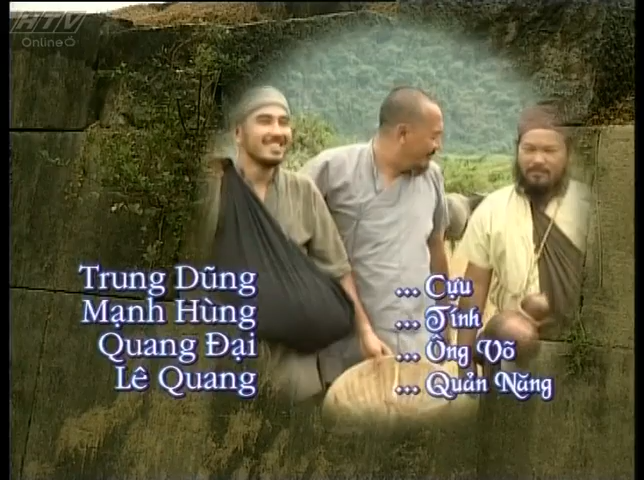 HTV
Online
Trung Dũng ... Cựu
Mạnh Hùng ... Tính
Quang Đại ... Ông Võ
Lê Quang ... Quản Năng